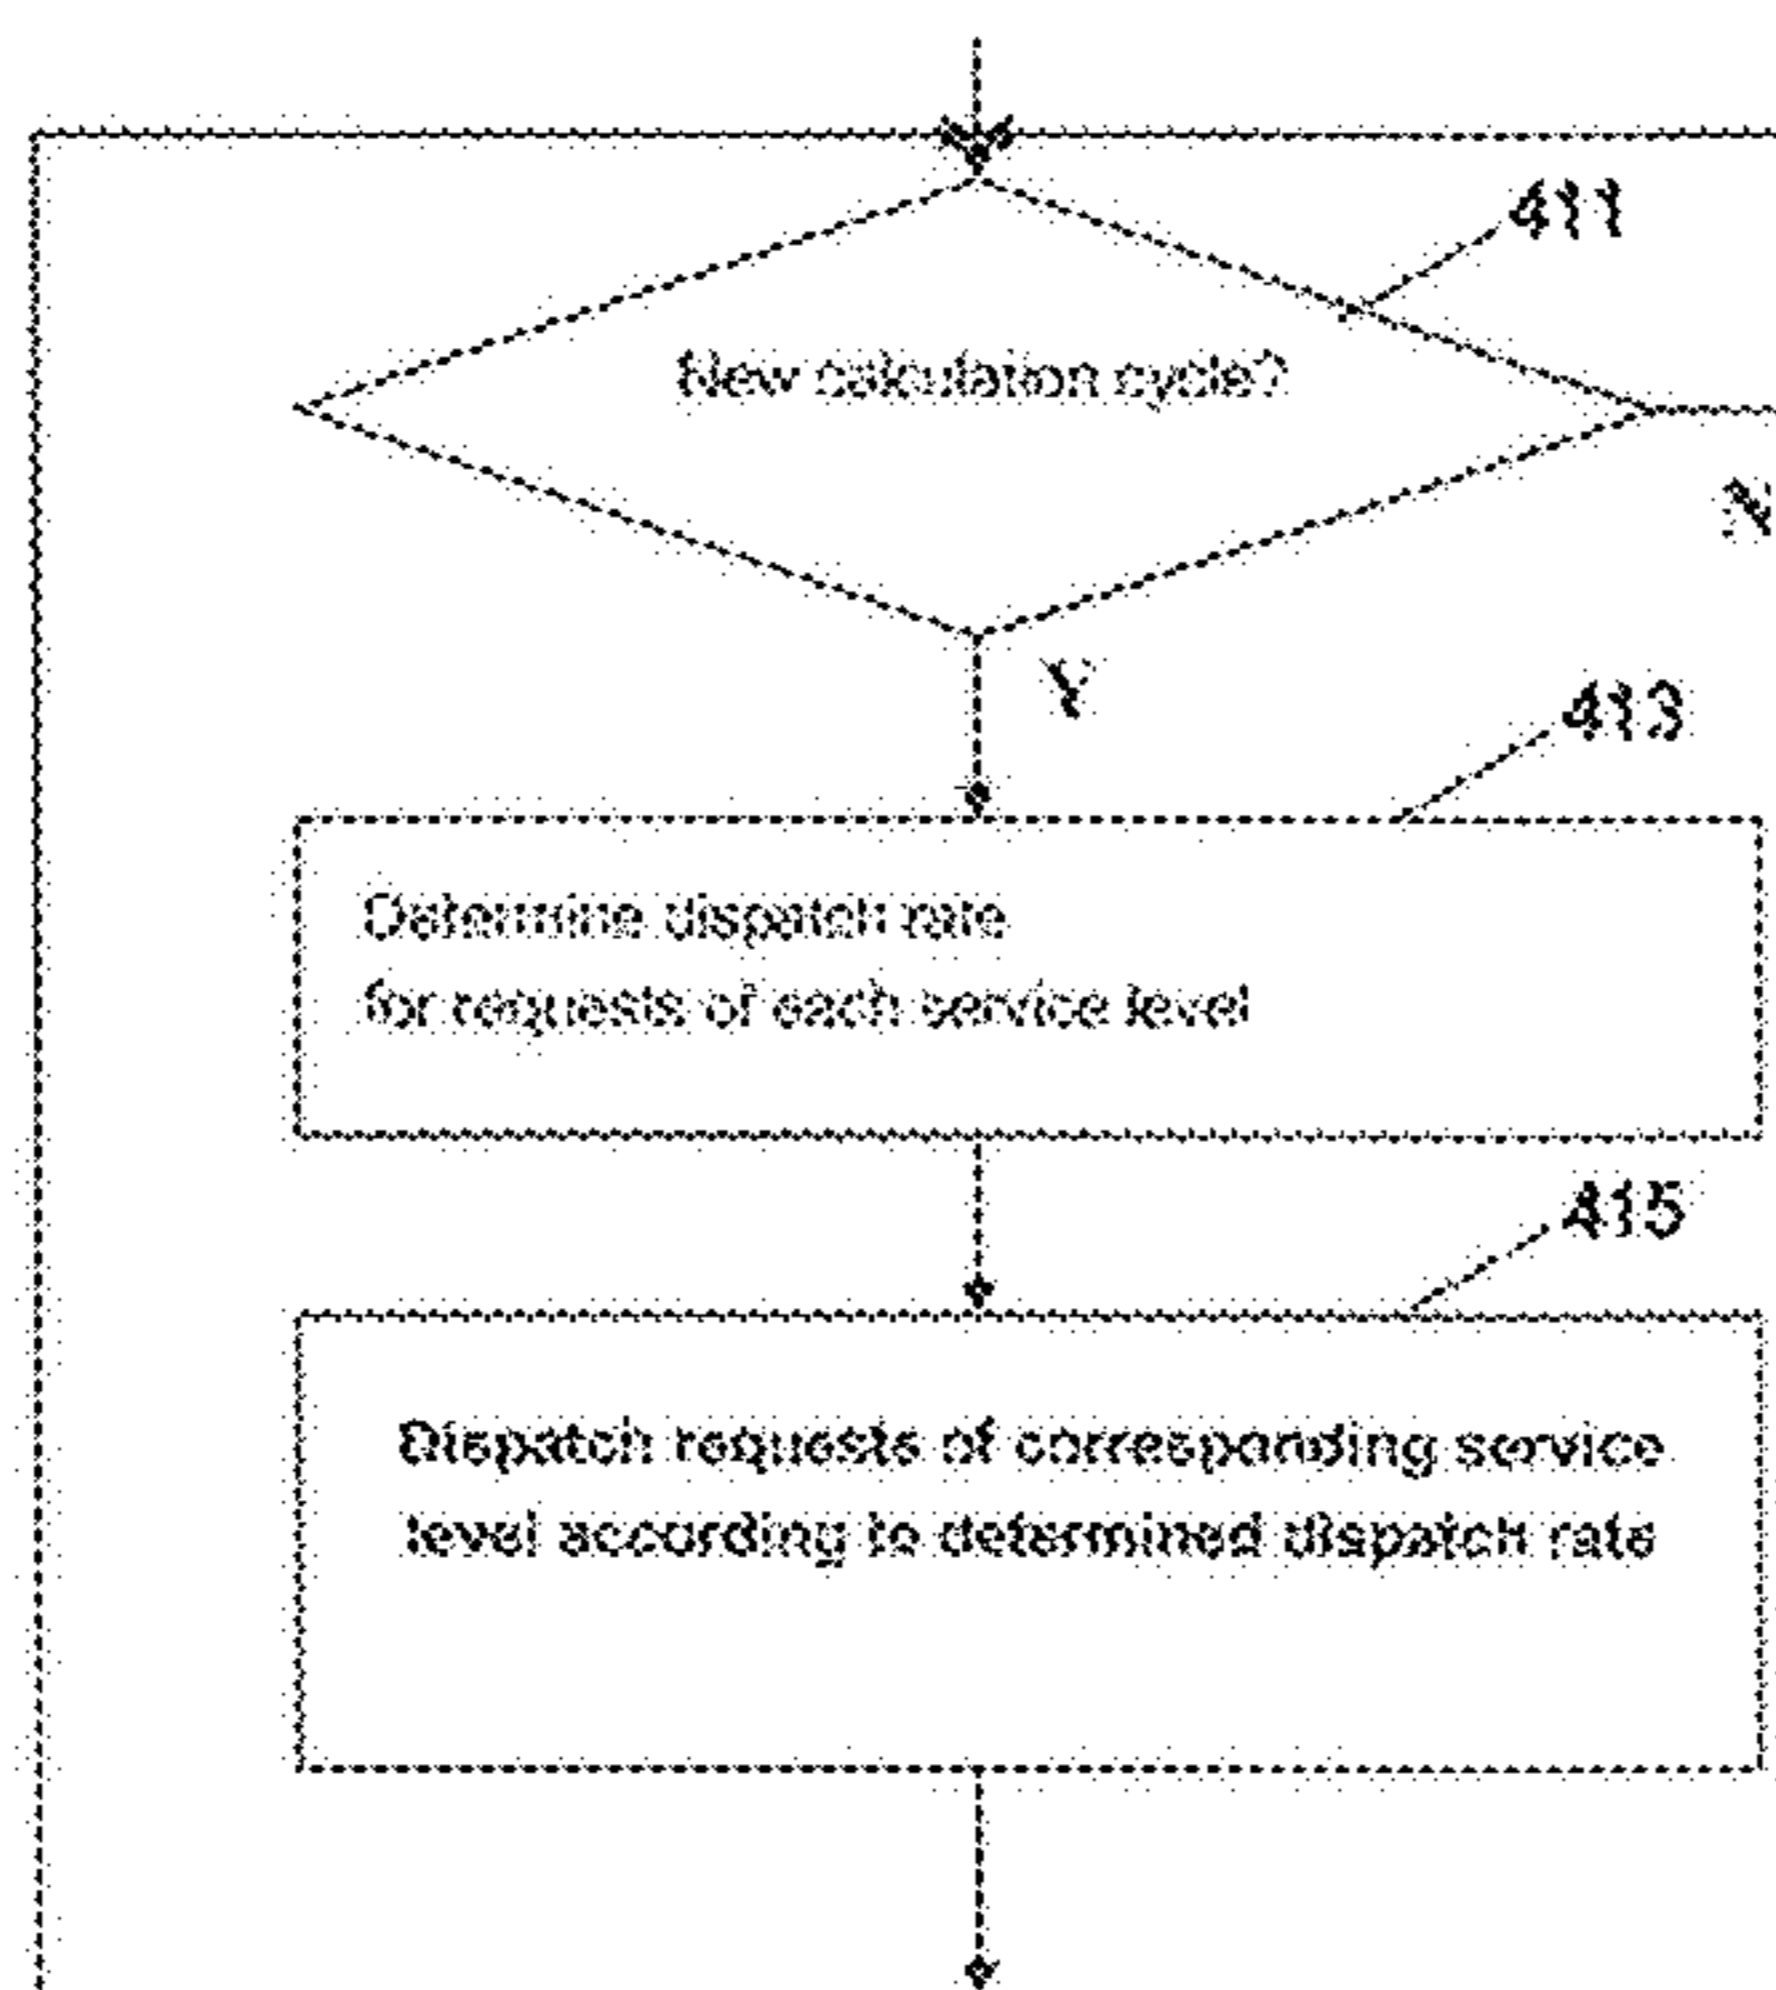 411
New calculation cycle?
N
Y
413
Determine dispatch rate
for requests of each service level
415
Dispatch requests of corresponding service
level according to determined dispatch rate